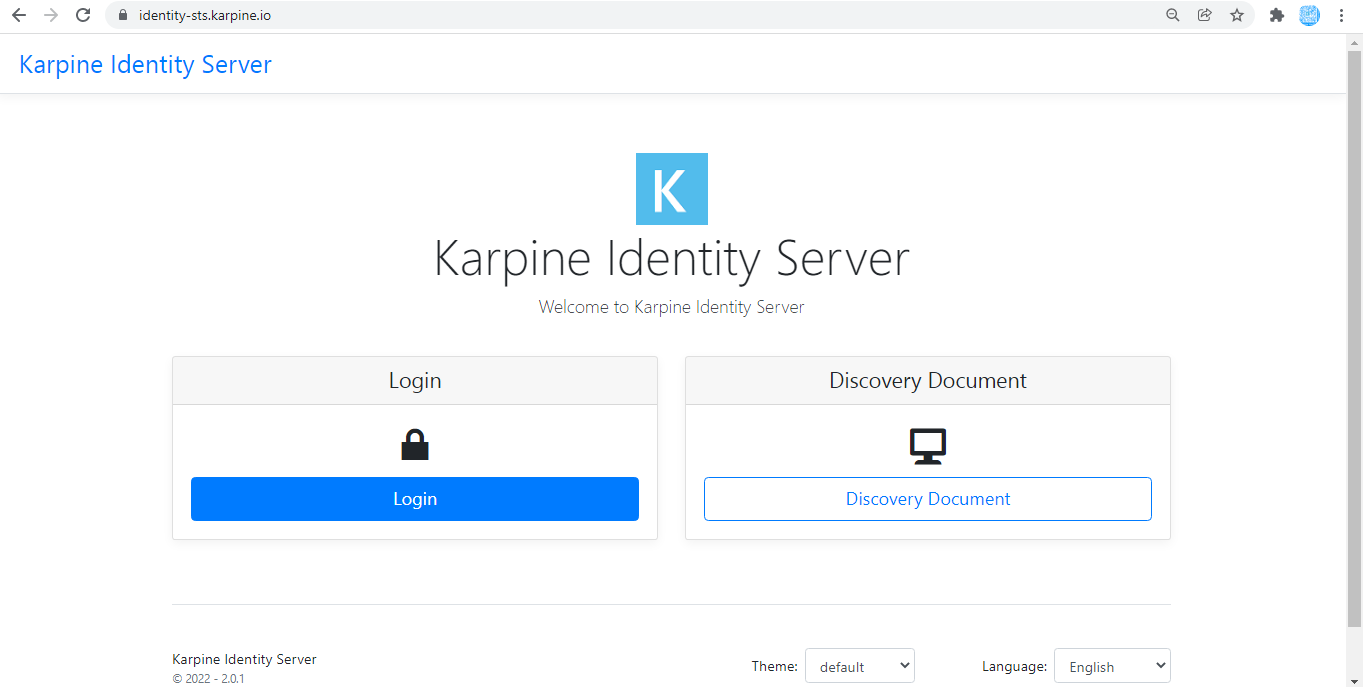 identity-sts.karpine.io
Karpine Identity Server
K
Karpine Identity Server
Welcome to Karpine Identity Server
Login
Login
Discovery Document
Discovery Document
Karpine Identity Server
© 2022 - 2.0.1
Theme: default
Language: English